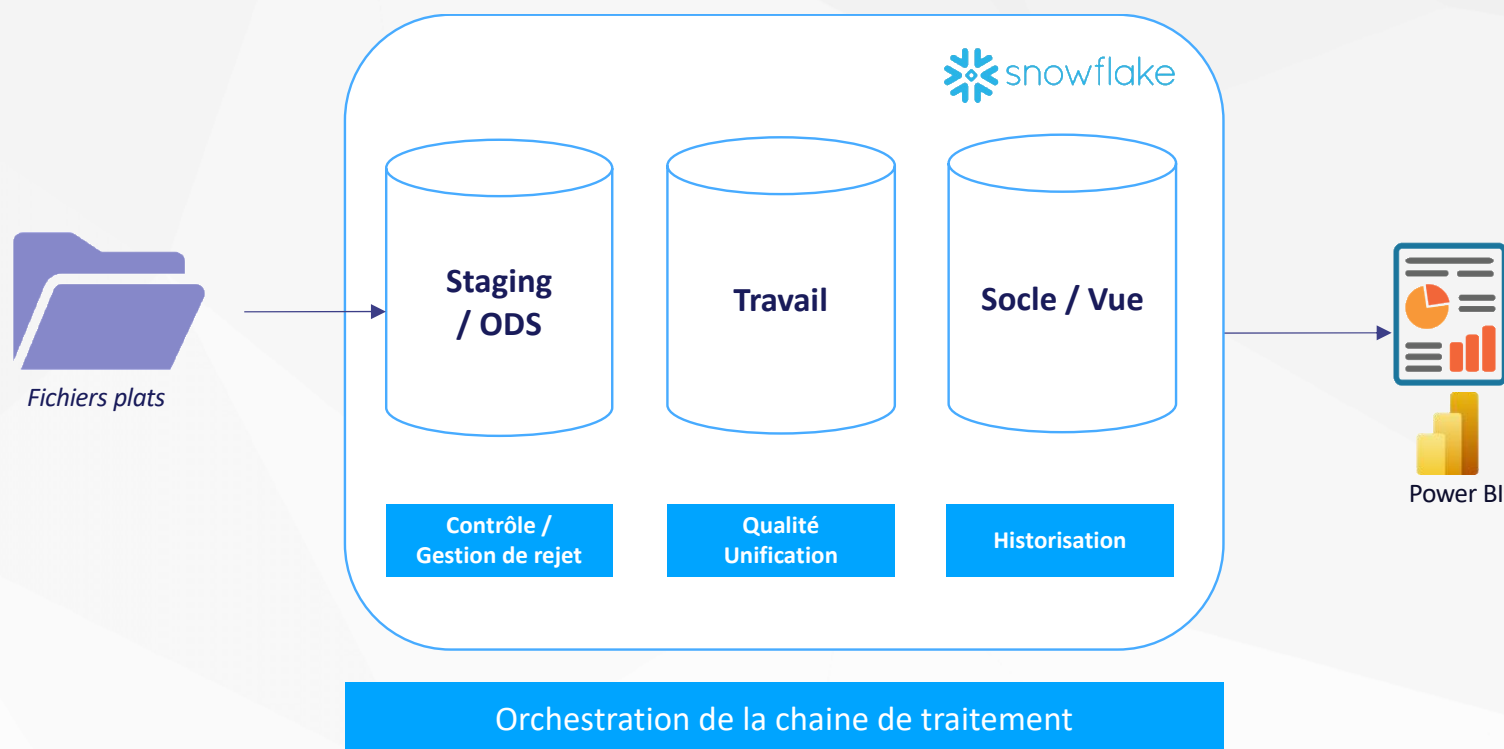 snowflake
Staging
/ ODS
Travail
Socle / Vue
Fichiers plats
Power BI
Contrôle /
Gestion de rejet
Qualité
Unification
Historisation
Orchestration de la chaine de traitement